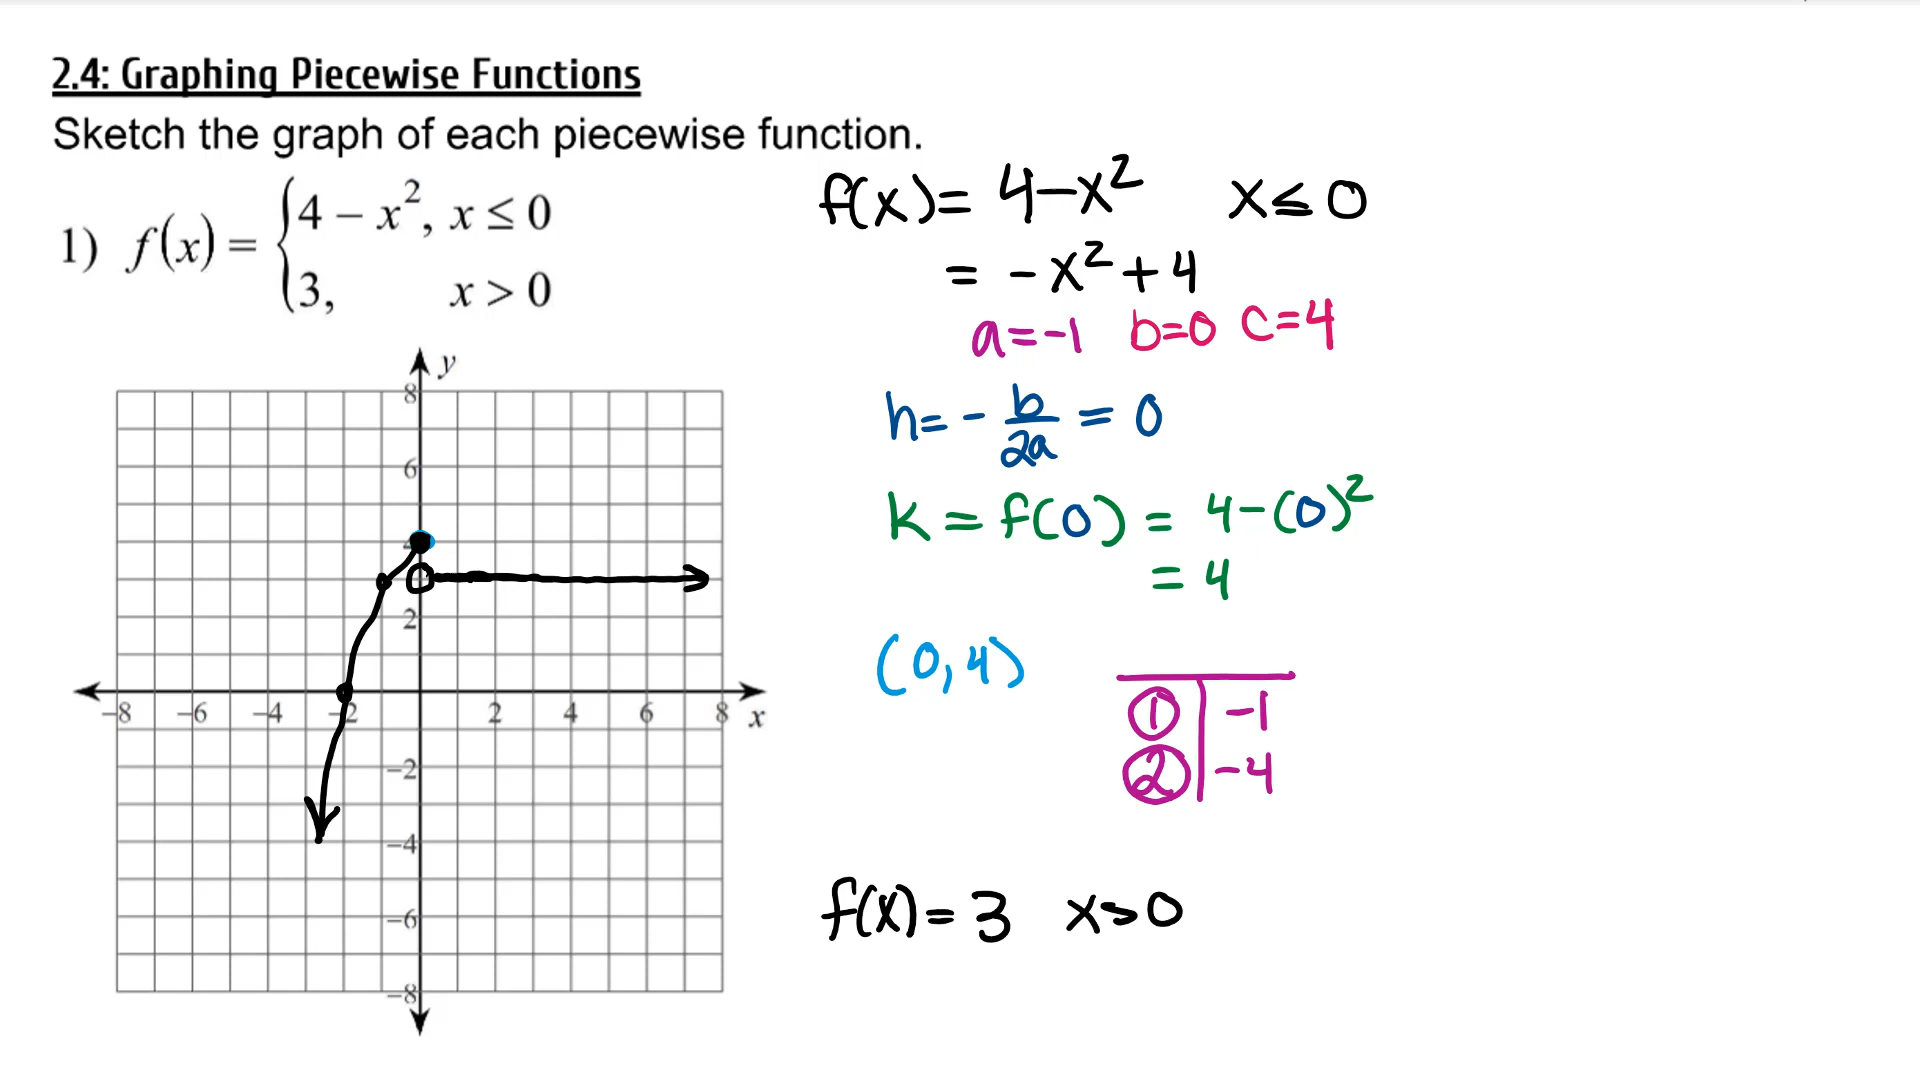 2.4: Graphing Piecewise Functions
Sketch the graph of each piecewise function.
1) f(x) = {4 − x², x ≤ 0
3, x > 0
f(x)= 4−x² x≤0
= −x²+4
a=−1 b=0 c=4
h= − b/2a = 0
k = f(0) = 4−(0)²
= 4
(0,4)
1 | −1
2 | −4
f(x)= 3 x>0
y
8
6
4
2
−8 −6 −4 −2 2 4 6 8 x
−2
−4
−6
−8